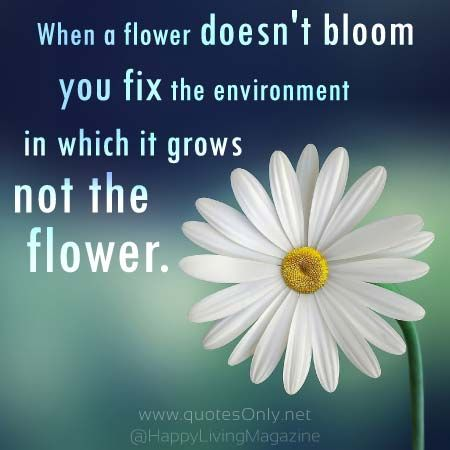 When a flower doesn't bloom
you fix the environment
in which it grows
not the
flower.
www.quotesOnly.net
@HappyLivingMagazine